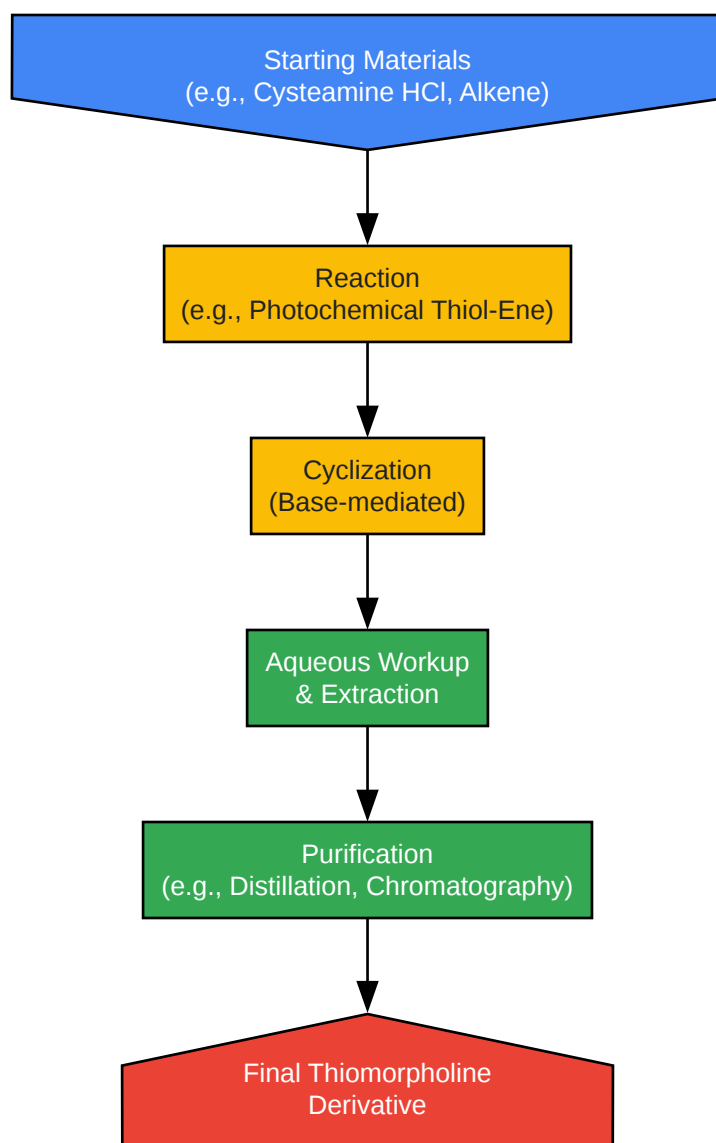 Starting Materials
(e.g., Cysteamine HCl, Alkene)
Reaction
(e.g., Photochemical Thiol-Ene)
Cyclization
(Base-mediated)
Aqueous Workup
& Extraction
Purification
(e.g., Distillation, Chromatography)
Final Thiomorpholine
Derivative